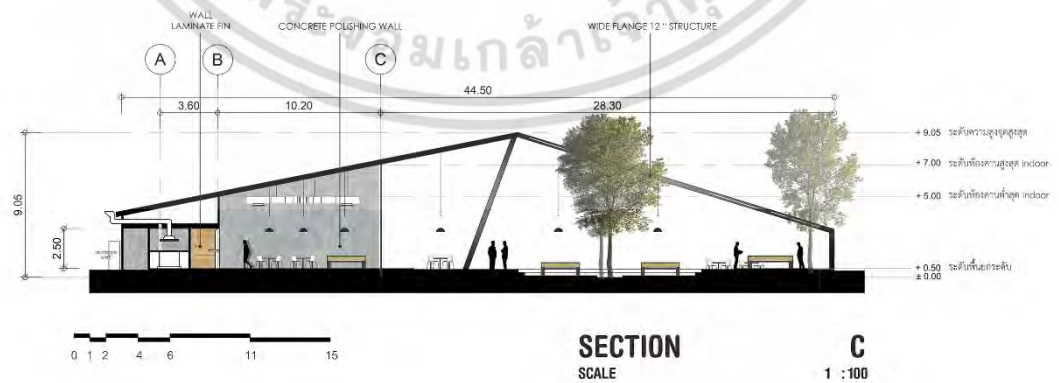 WALL
LAMINATE FIN
CONCRETE POLISHING WALL
WIDE FLANGE 12 " STRUCTURE
A
B
C
44.50
3.60
10.20
28.30
+ 9.05 ระดับความสูงจุดสูงสุด
+ 7.00 ระดับท้องคานสูงสุด indoor
+ 5.00 ระดับท้องคานต่ำสุด indoor
9.05
2.50
+ 0.50 ระดับพื้นยกระดับ
± 0.00
0 1 2 4 6 11 15
SECTION C
SCALE 1 :100